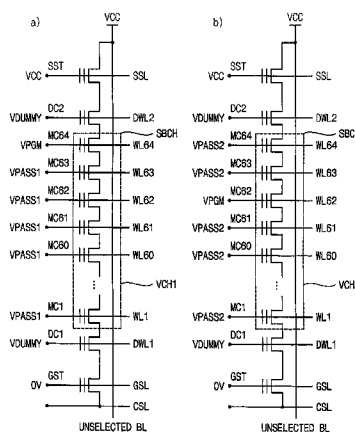 a)
VCC
SST
VCC
SSL
DC2
VDUMMY
DWL2
SBCH
MC64
VPGM
WL64
MC63
VPASS1
WL63
MC62
VPASS1
WL62
MC61
VPASS1
WL61
MC60
VPASS1
WL60
VCH1
MC1
VPASS1
WL1
DC1
VDUMMY
DWL1
GST
0V
GSL
CSL
UNSELECTED BL
b)
VCC
SST
VCC
SSL
DC2
VDUMMY
DWL2
SBC
MC64
VPASS2
WL64
MC63
VPASS2
WL63
MC62
VPGM
WL62
MC61
VPASS2
WL61
MC60
VPASS2
WL60
VCH
MC1
VPASS2
WL1
DC1
VDUMMY
DWL1
GST
0V
GSL
CSL
UNSELECTED BL